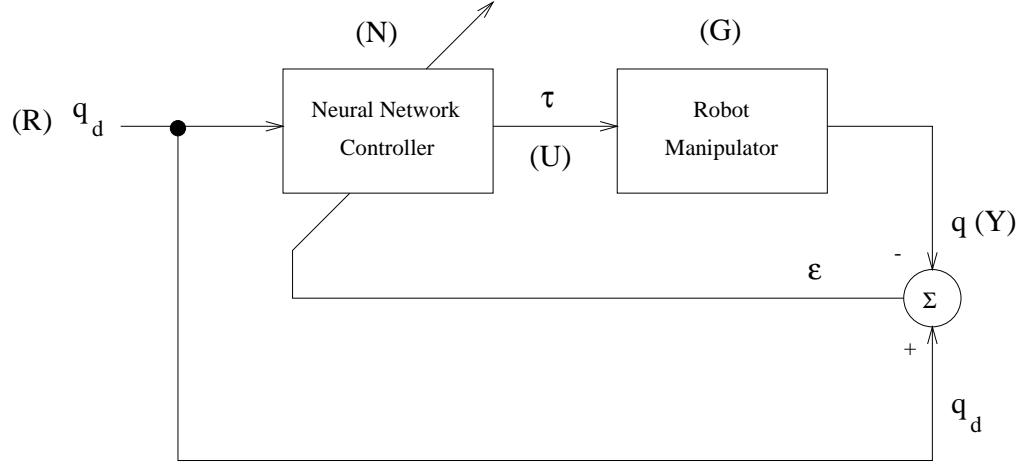 (N)
(G)
(R) q_d
Neural Network
Controller
τ
(U)
Robot
Manipulator
q (Y)
-
ε
Σ
+
q_d